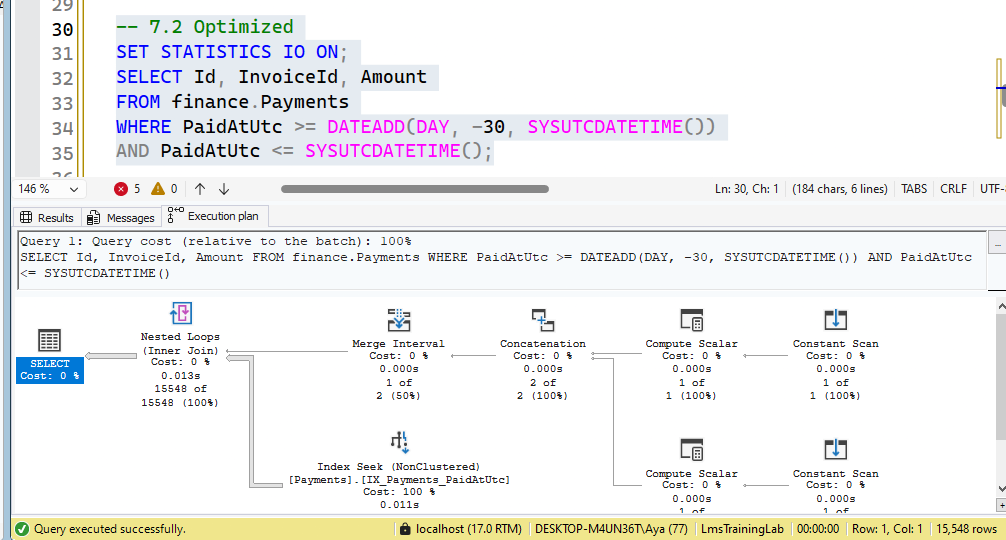 29
30 -- 7.2 Optimized
31 SET STATISTICS IO ON;
32 SELECT Id, InvoiceId, Amount
33 FROM finance.Payments
34 WHERE PaidAtUtc >= DATEADD(DAY, -30, SYSUTCDATETIME())
35 AND PaidAtUtc <= SYSUTCDATETIME();
146 % 5 0 Ln: 30, Ch: 1 (184 chars, 6 lines) TABS CRLF UTF-
Results Messages Execution plan
Query 1: Query cost (relative to the batch): 100%
SELECT Id, InvoiceId, Amount FROM finance.Payments WHERE PaidAtUtc >= DATEADD(DAY, -30, SYSUTCDATETIME()) AND PaidAtUtc
<= SYSUTCDATETIME()
SELECT
Cost: 0 %
Nested Loops
(Inner Join)
Cost: 0 %
0.013s
15548 of
15548 (100%)
Merge Interval
Cost: 0 %
0.000s
1 of
2 (50%)
Concatenation
Cost: 0 %
0.000s
2 of
2 (100%)
Compute Scalar
Cost: 0 %
0.000s
1 of
1 (100%)
Constant Scan
Cost: 0 %
0.000s
1 of
1 (100%)
Index Seek (NonClustered)
[Payments].[IX_Payments_PaidAtUtc]
Cost: 100 %
0.011s
Compute Scalar
Cost: 0 %
0.000s
1 of
Constant Scan
Cost: 0 %
0.000s
1 of
Query executed successfully. localhost (17.0 RTM) DESKTOP-M4UN36T\Aya (77) LmsTrainingLab 00:00:00 Row: 1, Col: 1 15,548 rows